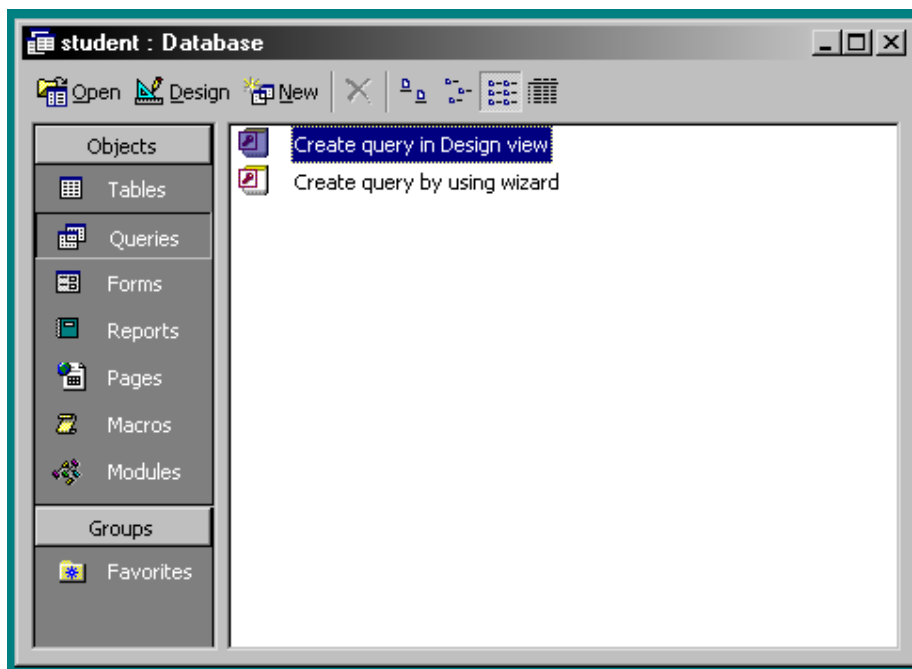 student : Database
Open Design New
Objects
Tables
Queries
Forms
Reports
Pages
Macros
Modules
Groups
Favorites
Create query in Design view
Create query by using wizard